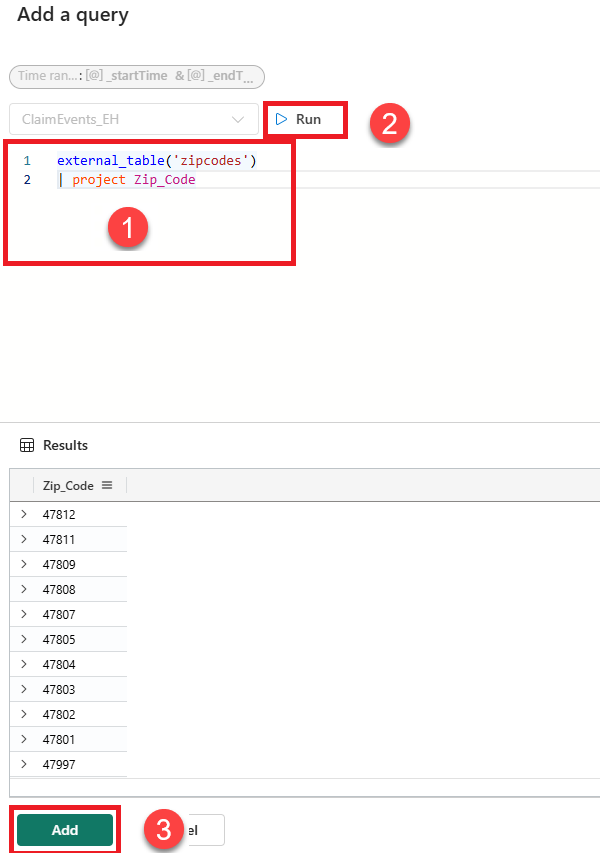 Add a query
Time ran... : [@] _startTime & [@] _endT...
ClaimEvents_EH
Run
2
1 external_table('zipcodes')
2 | project Zip_Code
1
Results
Zip_Code
47812
47811
47809
47808
47807
47805
47804
47803
47802
47801
47997
Add
3
el